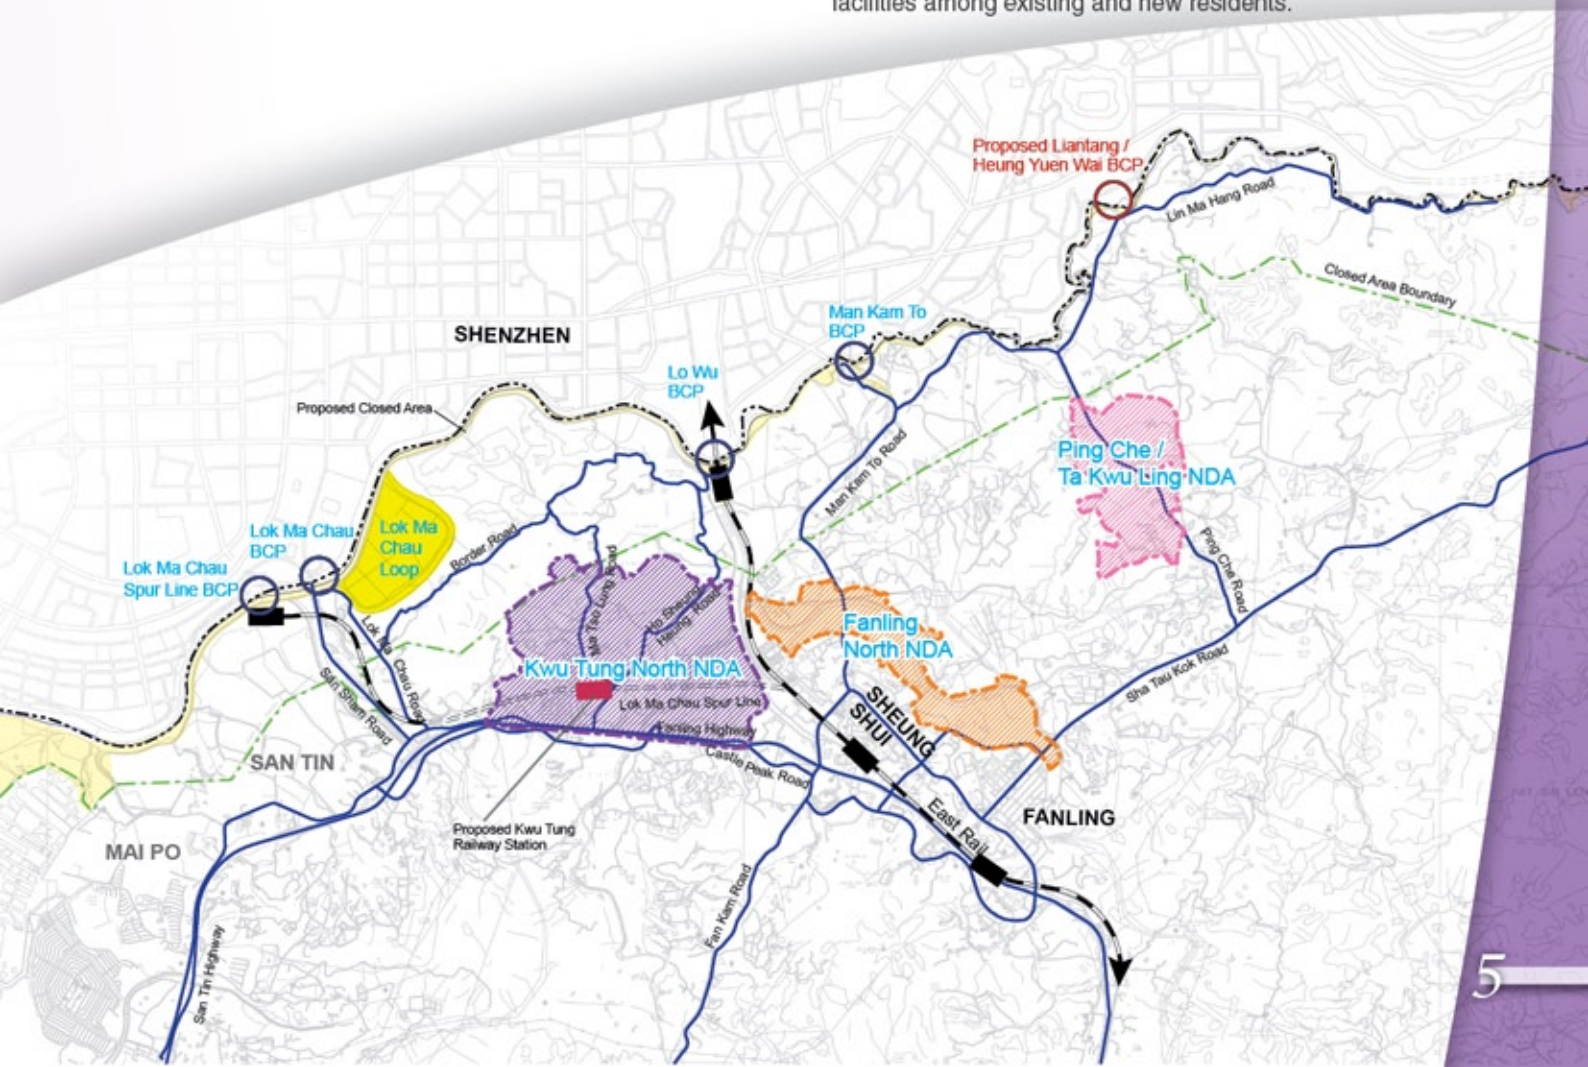 facilities among existing and new residents.
Proposed Liantang /
Heung Yuen Wai BCP
Lin Ma Hang Road
Closed Area Boundary
Man Kam To
BCP
SHENZHEN
Lo Wu
BCP
Proposed Closed Area
Man Kam To Road
Ping Che /
Ta Kwu Ling NDA
Lok Ma Chau
BCP
Lok Ma
Chau
Loop
Border Road
Lok Ma Chau
Spur Line BCP
Ping Che Road
Ma Tso Lung Road
Ho Sheung
Heung Road
Fanling
North NDA
Lok Ma Chau Road
Kwu Tung North NDA
Sha Tau Kok Road
San Sham Road
Lok Ma Chau Spur Line
Fanling Highway
SHEUNG
SHUI
SAN TIN
Castle Peak Road
East Rail
FANLING
Proposed Kwu Tung
Railway Station
MAI PO
Fan Kam Road
San Tin Highway
5